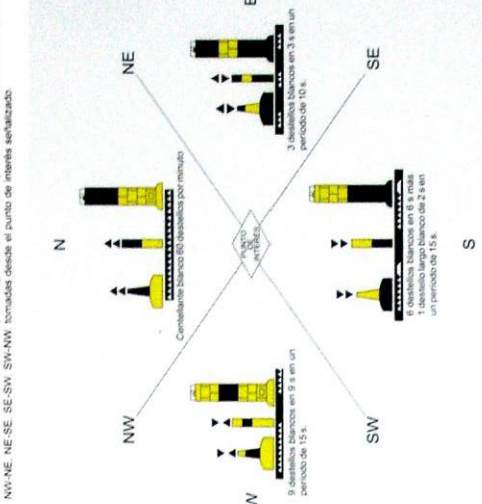 NW-NE, NE-SE, SE-SW, SW-NW tomadas desde el punto de interés señalizado.
N
NW
NE
Centelleante blanco 60 destellos por minuto
W
9 destellos blancos en 9 s en un
período de 15 s.
PUNTO
DE
INTERÉS
E
3 destellos blancos en 3 s en un
período de 10 s.
SW
SE
6 destellos blancos en 6 s más
1 destello largo blanco de 2 s en
un período de 15 s.
S